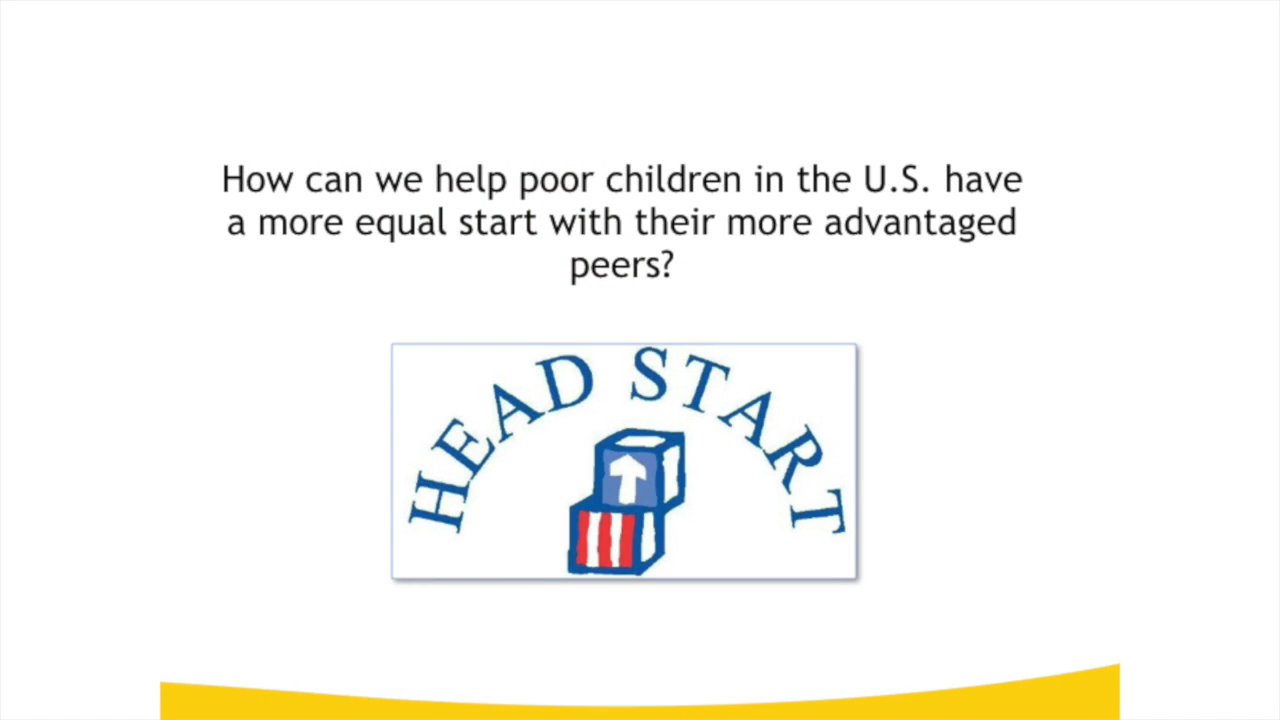 How can we help poor children in the U.S. have
a more equal start with their more advantaged
peers?
HEAD START